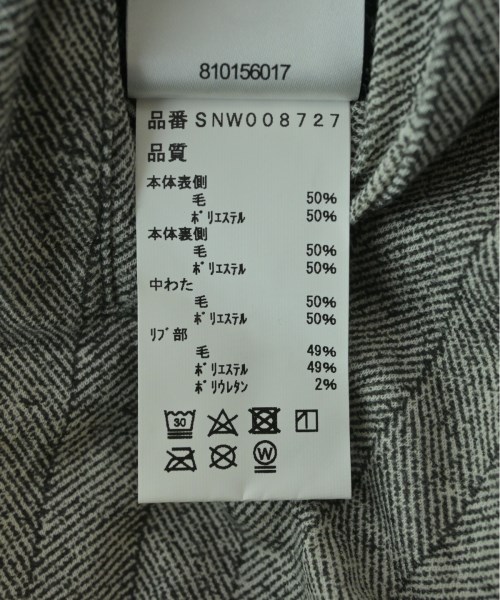 810156017
品番 SNW008727
品質
本体表側
毛 50%
ﾎﾟﾘｴｽﾃﾙ 50%
本体裏側
毛 50%
ﾎﾟﾘｴｽﾃﾙ 50%
中わた
毛 50%
ﾎﾟﾘｴｽﾃﾙ 50%
ﾘﾌﾞ部
毛 49%
ﾎﾟﾘｴｽﾃﾙ 49%
ﾎﾟﾘｳﾚﾀﾝ 2%
30
W